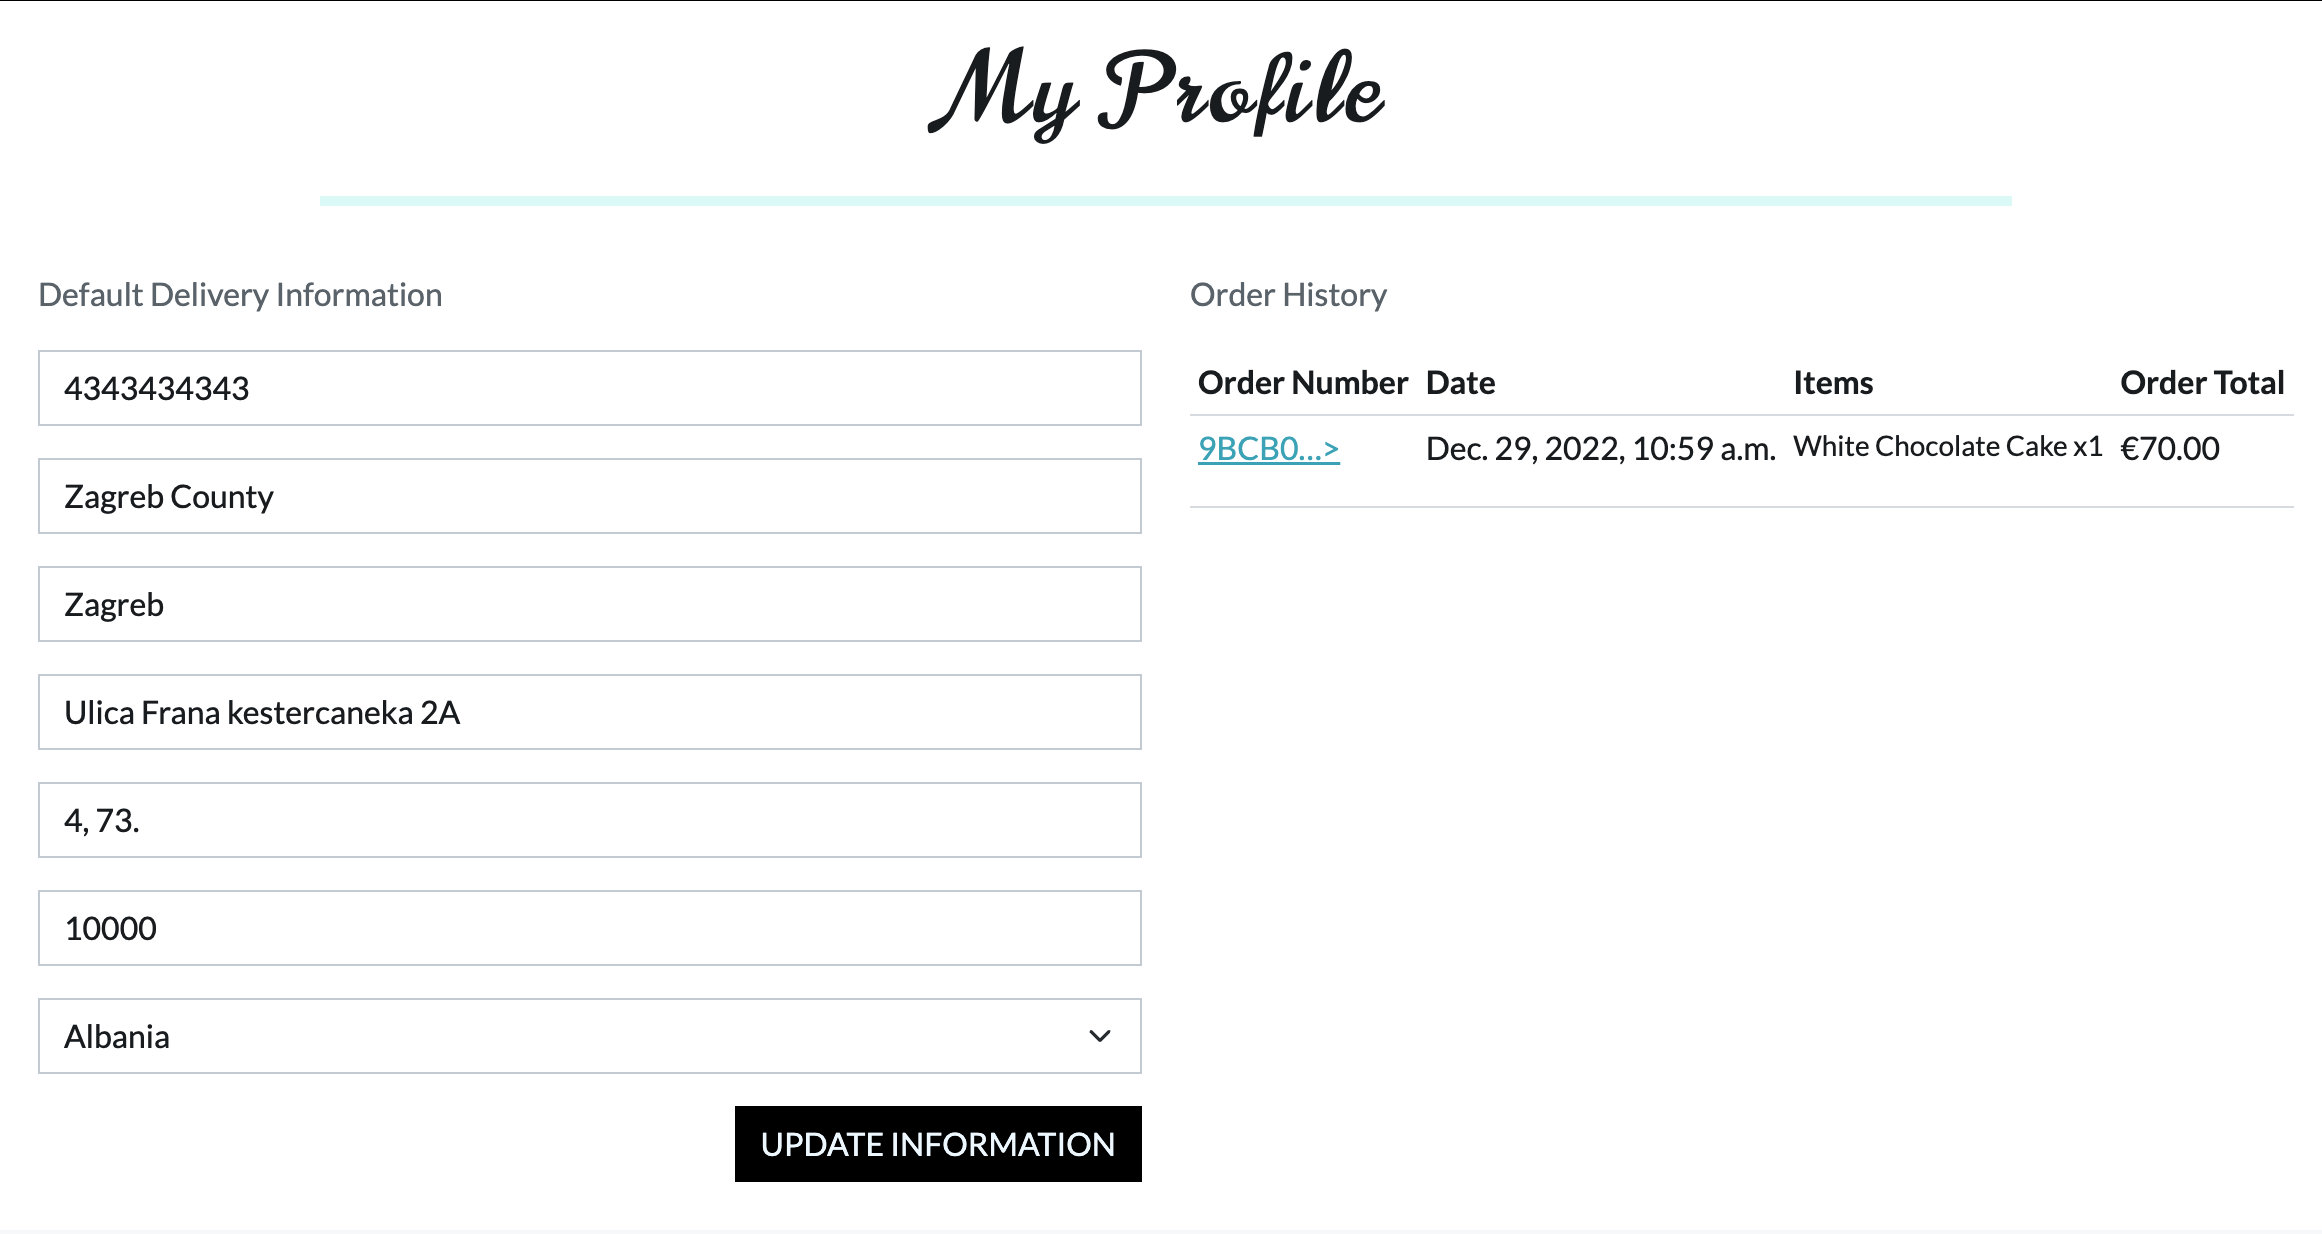 My Profile
Default Delivery Information
4343434343
Zagreb County
Zagreb
Ulica Frana kestercaneka 2A
4, 73.
10000
Albania
UPDATE INFORMATION
Order History
Order Number Date Items Order Total
9BCB0...> Dec. 29, 2022, 10:59 a.m. White Chocolate Cake x1 €70.00